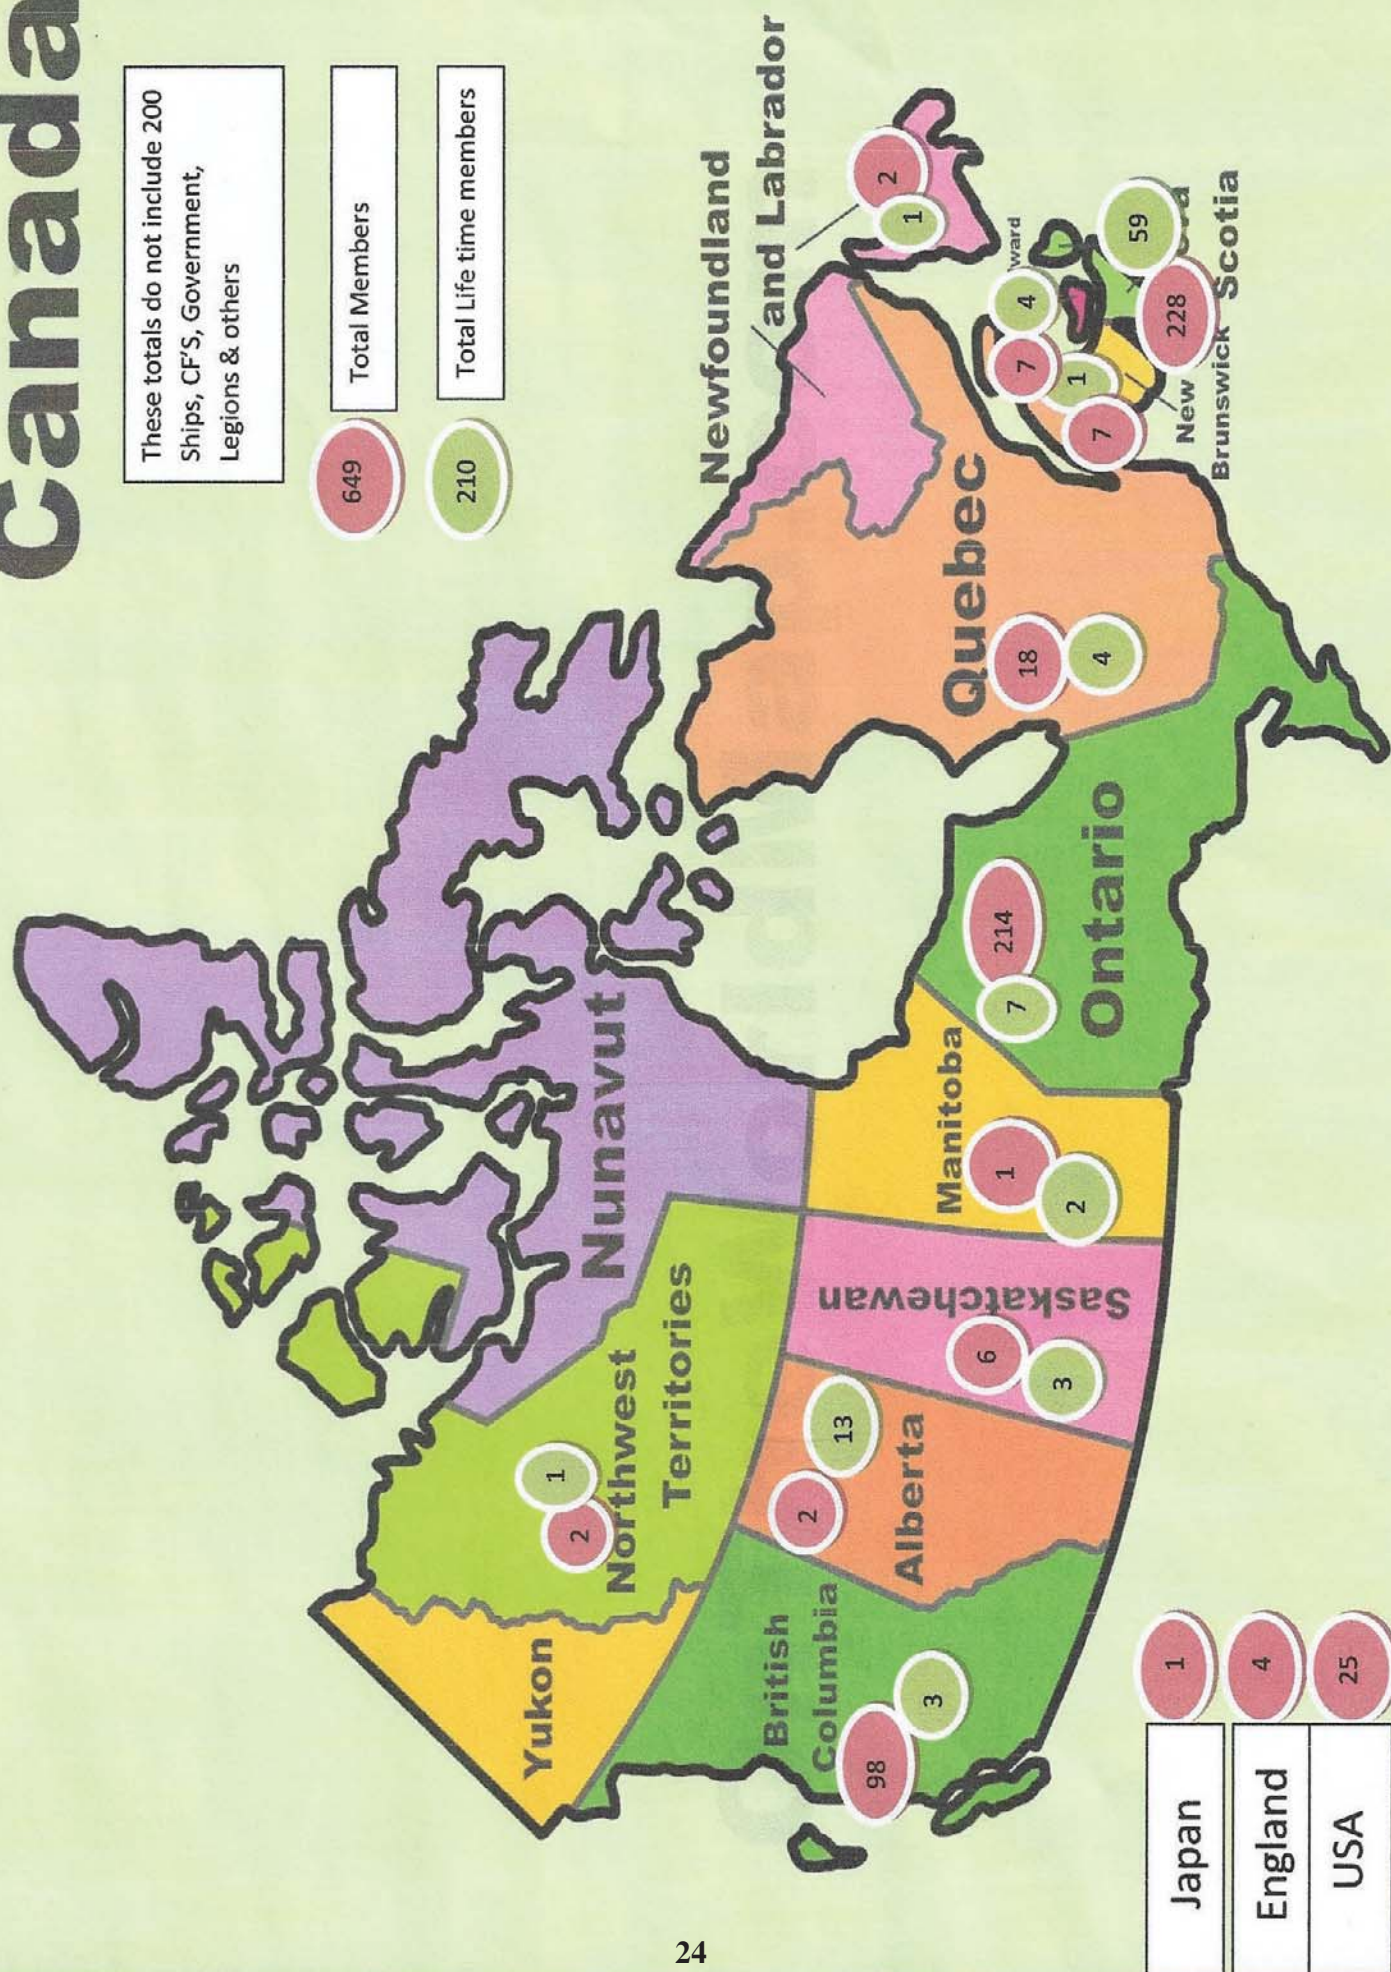 Canada
These totals do not include 200
Ships, CF'S, Government,
Legions & others
649
Total Members
210
Total Life time members
Newfoundland
and Labrador
2
1
Nunavut
Yukon
Northwest
Territories
2
1
British
Columbia
98
3
Alberta
2
13
Saskatchewan
6
3
Manitoba
1
2
Ontario
7
214
Quebec
18
4
ward
7
4
7
1
New
Brunswick
Scotia
228
59
Japan
1
England
4
USA
25
24